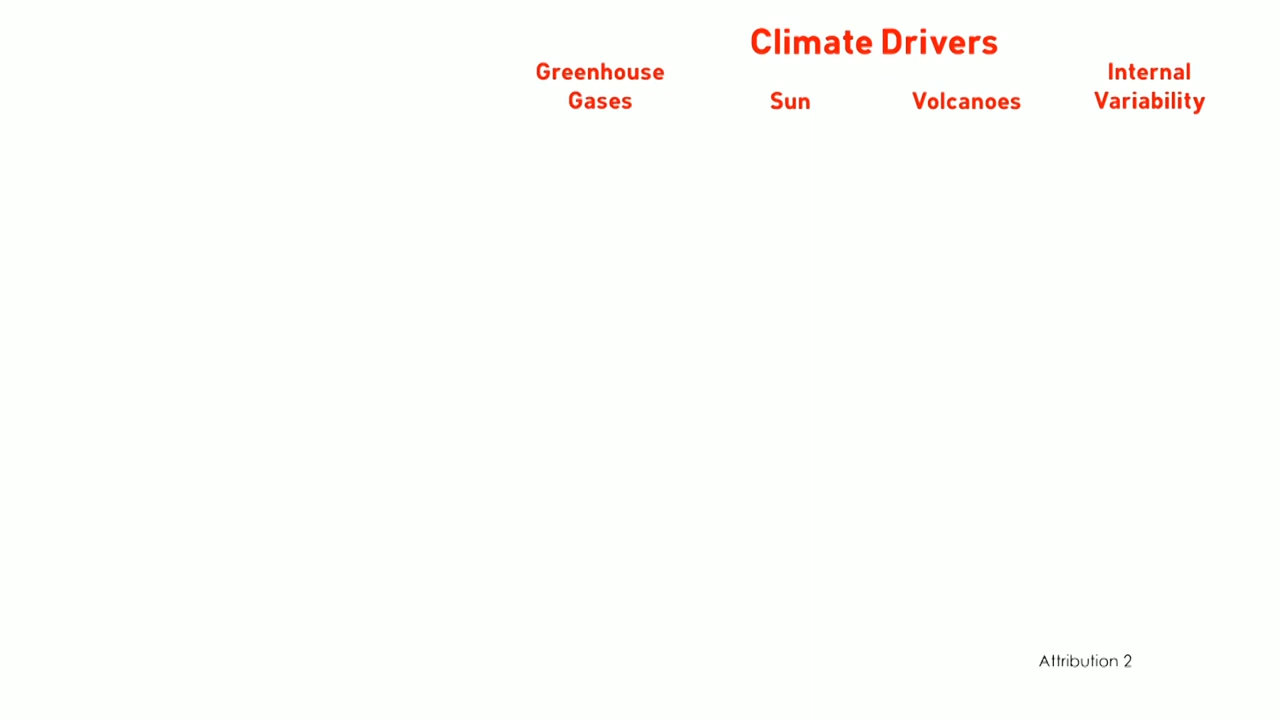 Climate Drivers
Greenhouse
Gases
Sun
Volcanoes
Internal
Variability
Attribution 2